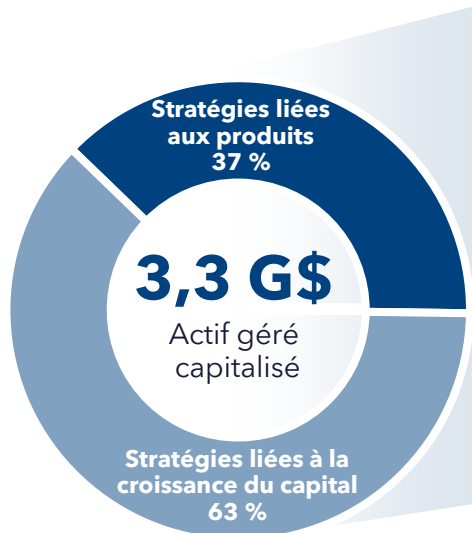 Stratégies liées
aux produits
37 %
3,3 G$
Actif géré
capitalisé
Stratégies liées à la
croissance du capital
63 %